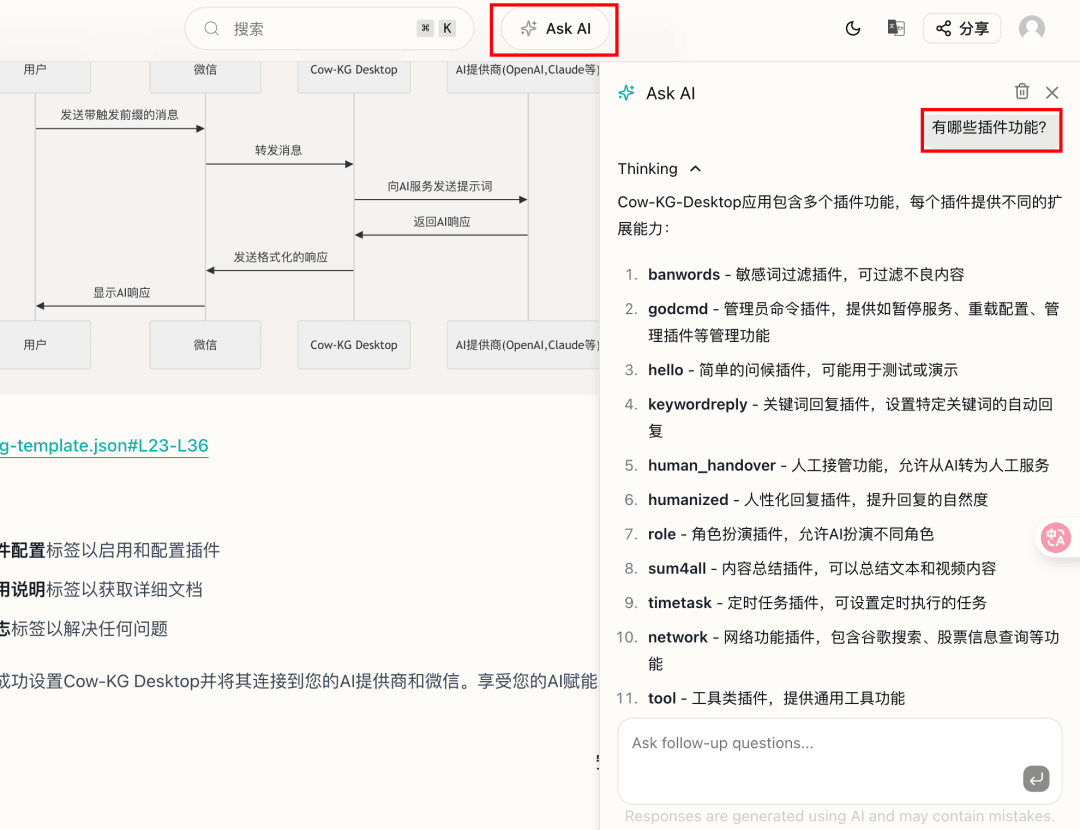 搜索
⌘ K
Ask AI
分享
用户
微信
Cow-KG Desktop
AI提供商(OpenAI,Claude等)
发送带触发前缀的消息
转发消息
向AI服务发送提示词
返回AI响应
发送格式化的响应
显示AI响应
用户
微信
Cow-KG Desktop
AI提供商(OpenAI,Claude等)
g-template.json#L23-L36
件配置标签以启用和配置插件
用说明标签以获取详细文档
志标签以解决任何问题
成功设置Cow-KG Desktop并将其连接到您的AI提供商和微信。享受您的AI赋能
Ask AI
有哪些插件功能?
Thinking
Cow-KG-Desktop应用包含多个插件功能，每个插件提供不同的扩
展能力：
1. banwords - 敏感词过滤插件，可过滤不良内容
2. godcmd - 管理员命令插件，提供如暂停服务、重载配置、管
理插件等管理功能
3. hello - 简单的问候插件，可能用于测试或演示
4. keywordreply - 关键词回复插件，设置特定关键词的自动回
复
5. human_handover - 人工接管功能，允许从AI转为人工服务
6. humanized - 人性化回复插件，提升回复的自然度
7. role - 角色扮演插件，允许AI扮演不同角色
8. sum4all - 内容总结插件，可以总结文本和视频内容
9. timetask - 定时任务插件，可设置定时执行的任务
10. network - 网络功能插件，包含谷歌搜索、股票信息查询等功
能
11. tool - 工具类插件，提供通用工具功能
Ask follow-up questions...
Responses are generated using AI and may contain mistakes.